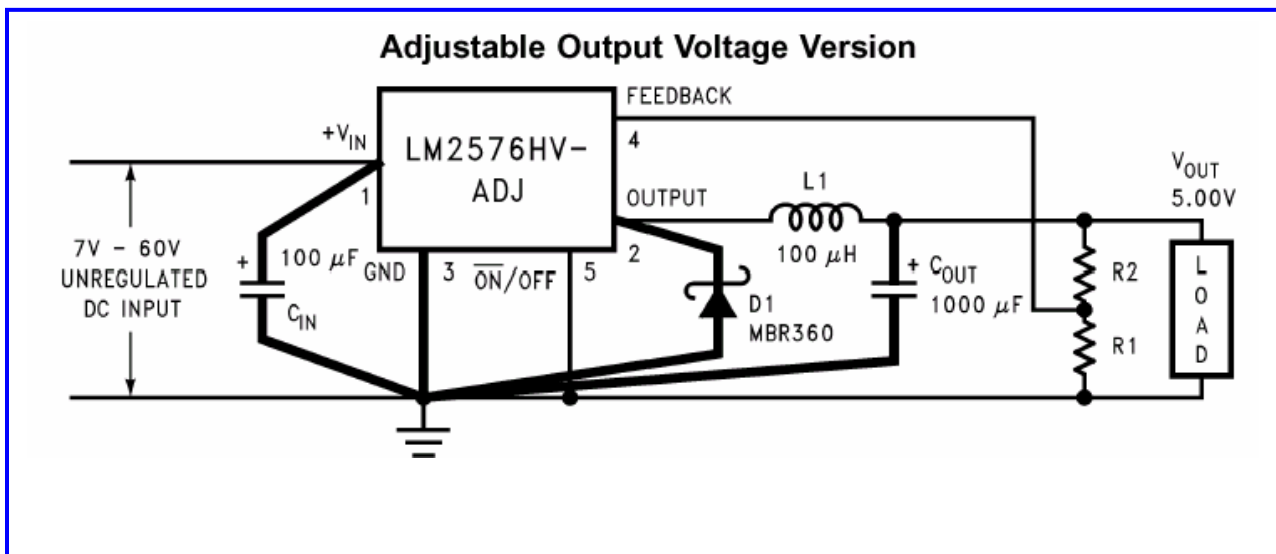 Adjustable Output Voltage Version
FEEDBACK
+VIN
4
LM2576HV-
ADJ
1
OUTPUT
L1
VOUT
5.00V
7V - 60V
UNREGULATED
DC INPUT
+
100 μF
CIN
GND
3
ON/OFF
5
2
100 μH
D1
MBR360
+
COUT
1000 μF
R2
R1
LOAD